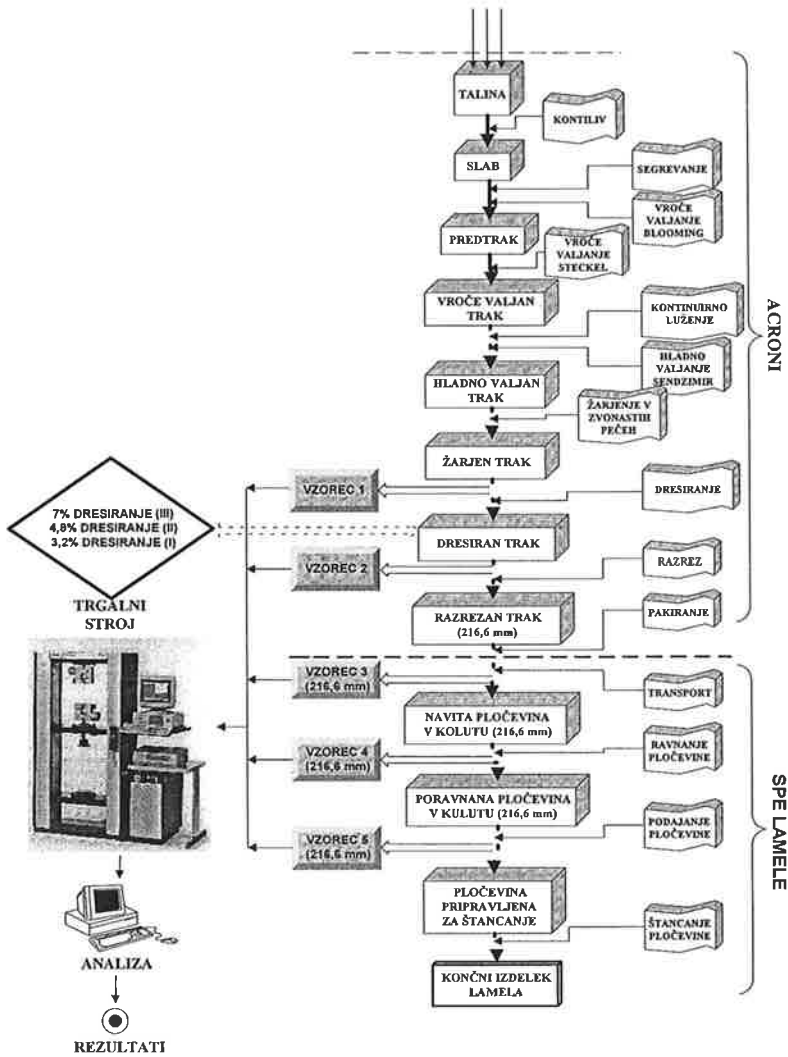 TALINA
KONTILIV
SLAB
SEGREVANJE
VROČE
VALJANJE
BLOOMING
PREDTRAK
VROČE
VALJANJE
STECKEL
VROČE VALJAN
TRAK
KONTINUIRNO
LUŽENJE
HLADNO
VALJANJE
SENDZIMIR
HLADNO VALJAN
TRAK
ŽARJENJE V
ZVONASTIH
PEČEH
ŽARJEN TRAK
ACRONI
VZOREC 1
DRESIRANJE
7% DRESIRANJE (III)
4,8% DRESIRANJE (II)
3,2% DRESIRANJE (I)
DRESIRAN TRAK
VZOREC 2
RAZREZ
RAZREZAN TRAK
(216,6 mm)
PAKIRANJE
TRGALNI
STROJ
VZOREC 3
(216,6 mm)
TRANSPORT
NAVITA PLOČEVINA
V KOLUTU (216,6 mm)
VZOREC 4
(216,6 mm)
RAVNANJE
PLOČEVINE
PORAVNANA PLOČEVINA
V KULUTU (216,6 mm)
PODAJANJE
PLOČEVINE
VZOREC 5
(216,6 mm)
SPE LAMELE
PLOČEVINA
PRIPRAVLJENA
ZA ŠTANCANJE
ŠTANCANJE
PLOČEVINE
KONČNI IZDELEK
LAMELA
ANALIZA
REZULTATI